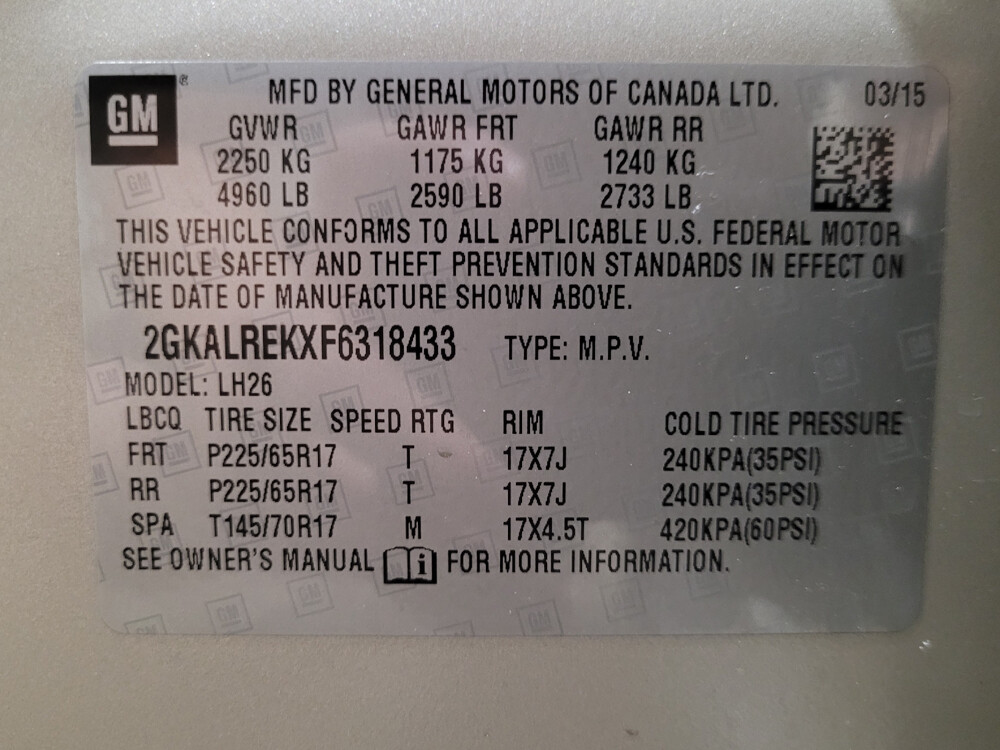 GM ®
MFD BY GENERAL MOTORS OF CANADA LTD. 03/15
GVWR GAWR FRT GAWR RR
2250 KG 1175 KG 1240 KG
4960 LB 2590 LB 2733 LB
THIS VEHICLE CONFORMS TO ALL APPLICABLE U.S. FEDERAL MOTOR
VEHICLE SAFETY AND THEFT PREVENTION STANDARDS IN EFFECT ON
THE DATE OF MANUFACTURE SHOWN ABOVE.
2GKALREKXF6318433 TYPE: M.P.V.
MODEL: LH26
LBCQ TIRE SIZE SPEED RTG RIM COLD TIRE PRESSURE
FRT P225/65R17 T 17X7J 240KPA(35PSI)
RR P225/65R17 T 17X7J 240KPA(35PSI)
SPA T145/70R17 M 17X4.5T 420KPA(60PSI)
SEE OWNER'S MANUAL i FOR MORE INFORMATION.